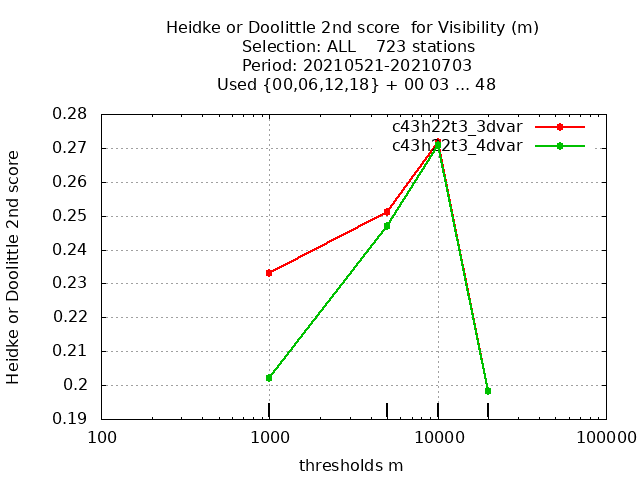 Heidke or Doolittle 2nd score  for Visibility (m)
Selection: ALL    723 stations
Period: 20210521-20210703
Used {00,06,12,18} + 00 03 ... 48
c43h22t3_3dvar
c43h22t3_4dvar
Heidke or Doolittle 2nd score
0.28
0.27
0.26
0.25
0.24
0.23
0.22
0.21
0.2
0.19
100 1000 10000 100000
thresholds m